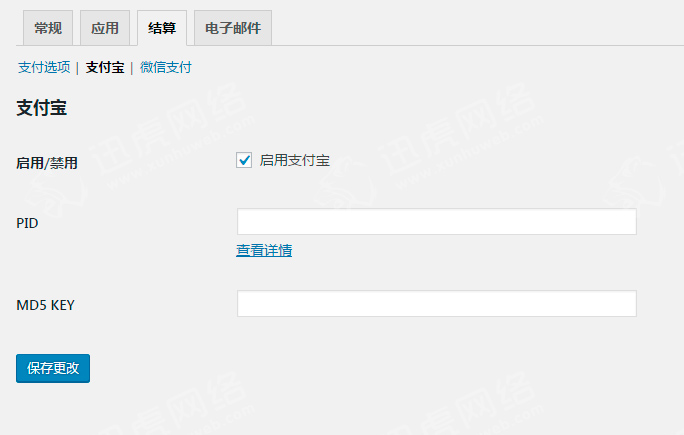 常规 应用 结算 电子邮件
支付选项 | 支付宝 | 微信支付
支付宝
启用/禁用 启用支付宝
PID
查看详情
MD5 KEY
保存更改
迅虎网络